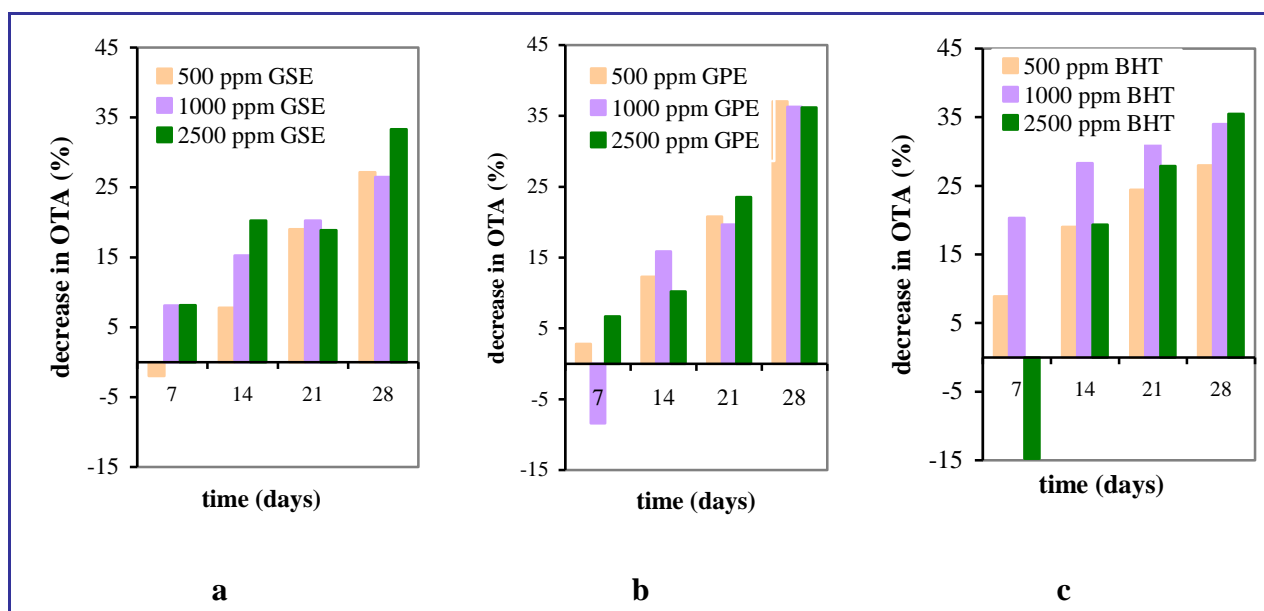 45
35
25
15
5
-5
-15
decrease in OTA (%)
500 ppm GSE
1000 ppm GSE
2500 ppm GSE
7 14 21 28
time (days)
a
45
35
25
15
5
-5
-15
decrease in OTA (%)
500 ppm GPE
1000 ppm GPE
2500 ppm GPE
7 14 21 28
time (days)
b
45
35
25
15
5
-5
-15
decrease in OTA (%)
500 ppm BHT
1000 ppm BHT
2500 ppm BHT
7 14 21 28
time (days)
c